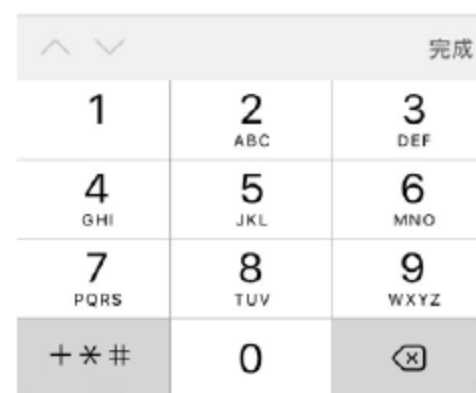 完成
1 2 3
ABC DEF
4 5 6
GHI JKL MNO
7 8 9
PQRS TUV WXYZ
+*# 0